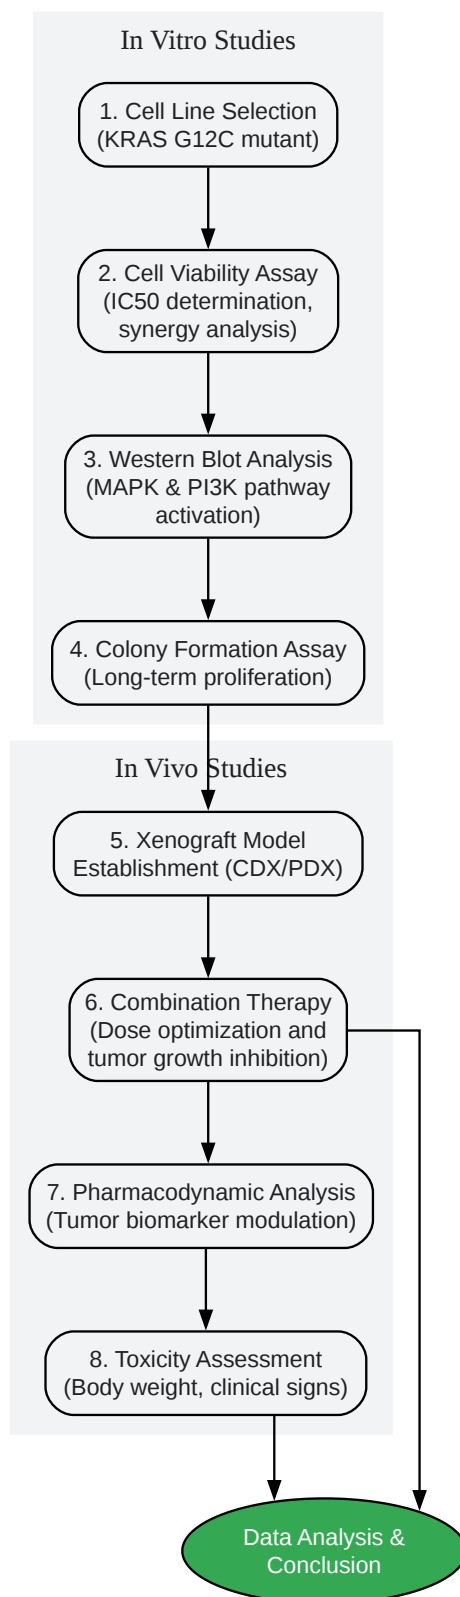 In Vitro Studies
1. Cell Line Selection
(KRAS G12C mutant)
2. Cell Viability Assay
(IC50 determination,
synergy analysis)
3. Western Blot Analysis
(MAPK & PI3K pathway
activation)
4. Colony Formation Assay
(Long-term proliferation)
In Vivo Studies
5. Xenograft Model
Establishment (CDX/PDX)
6. Combination Therapy
(Dose optimization and
tumor growth inhibition)
7. Pharmacodynamic Analysis
(Tumor biomarker modulation)
8. Toxicity Assessment
(Body weight, clinical signs)
Data Analysis &
Conclusion